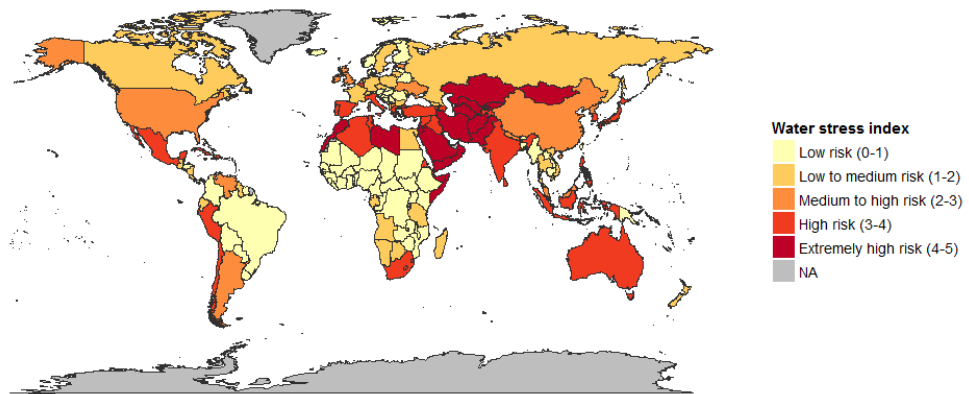 Water stress index
Low risk (0-1)
Low to medium risk (1-2)
Medium to high risk (2-3)
High risk (3-4)
Extremely high risk (4-5)
NA